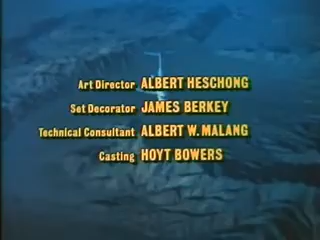 Art Director ALBERT HESCHONG
Set Decorator JAMES BERKEY
Technical Consultant ALBERT W. MALANG
Casting HOYT BOWERS